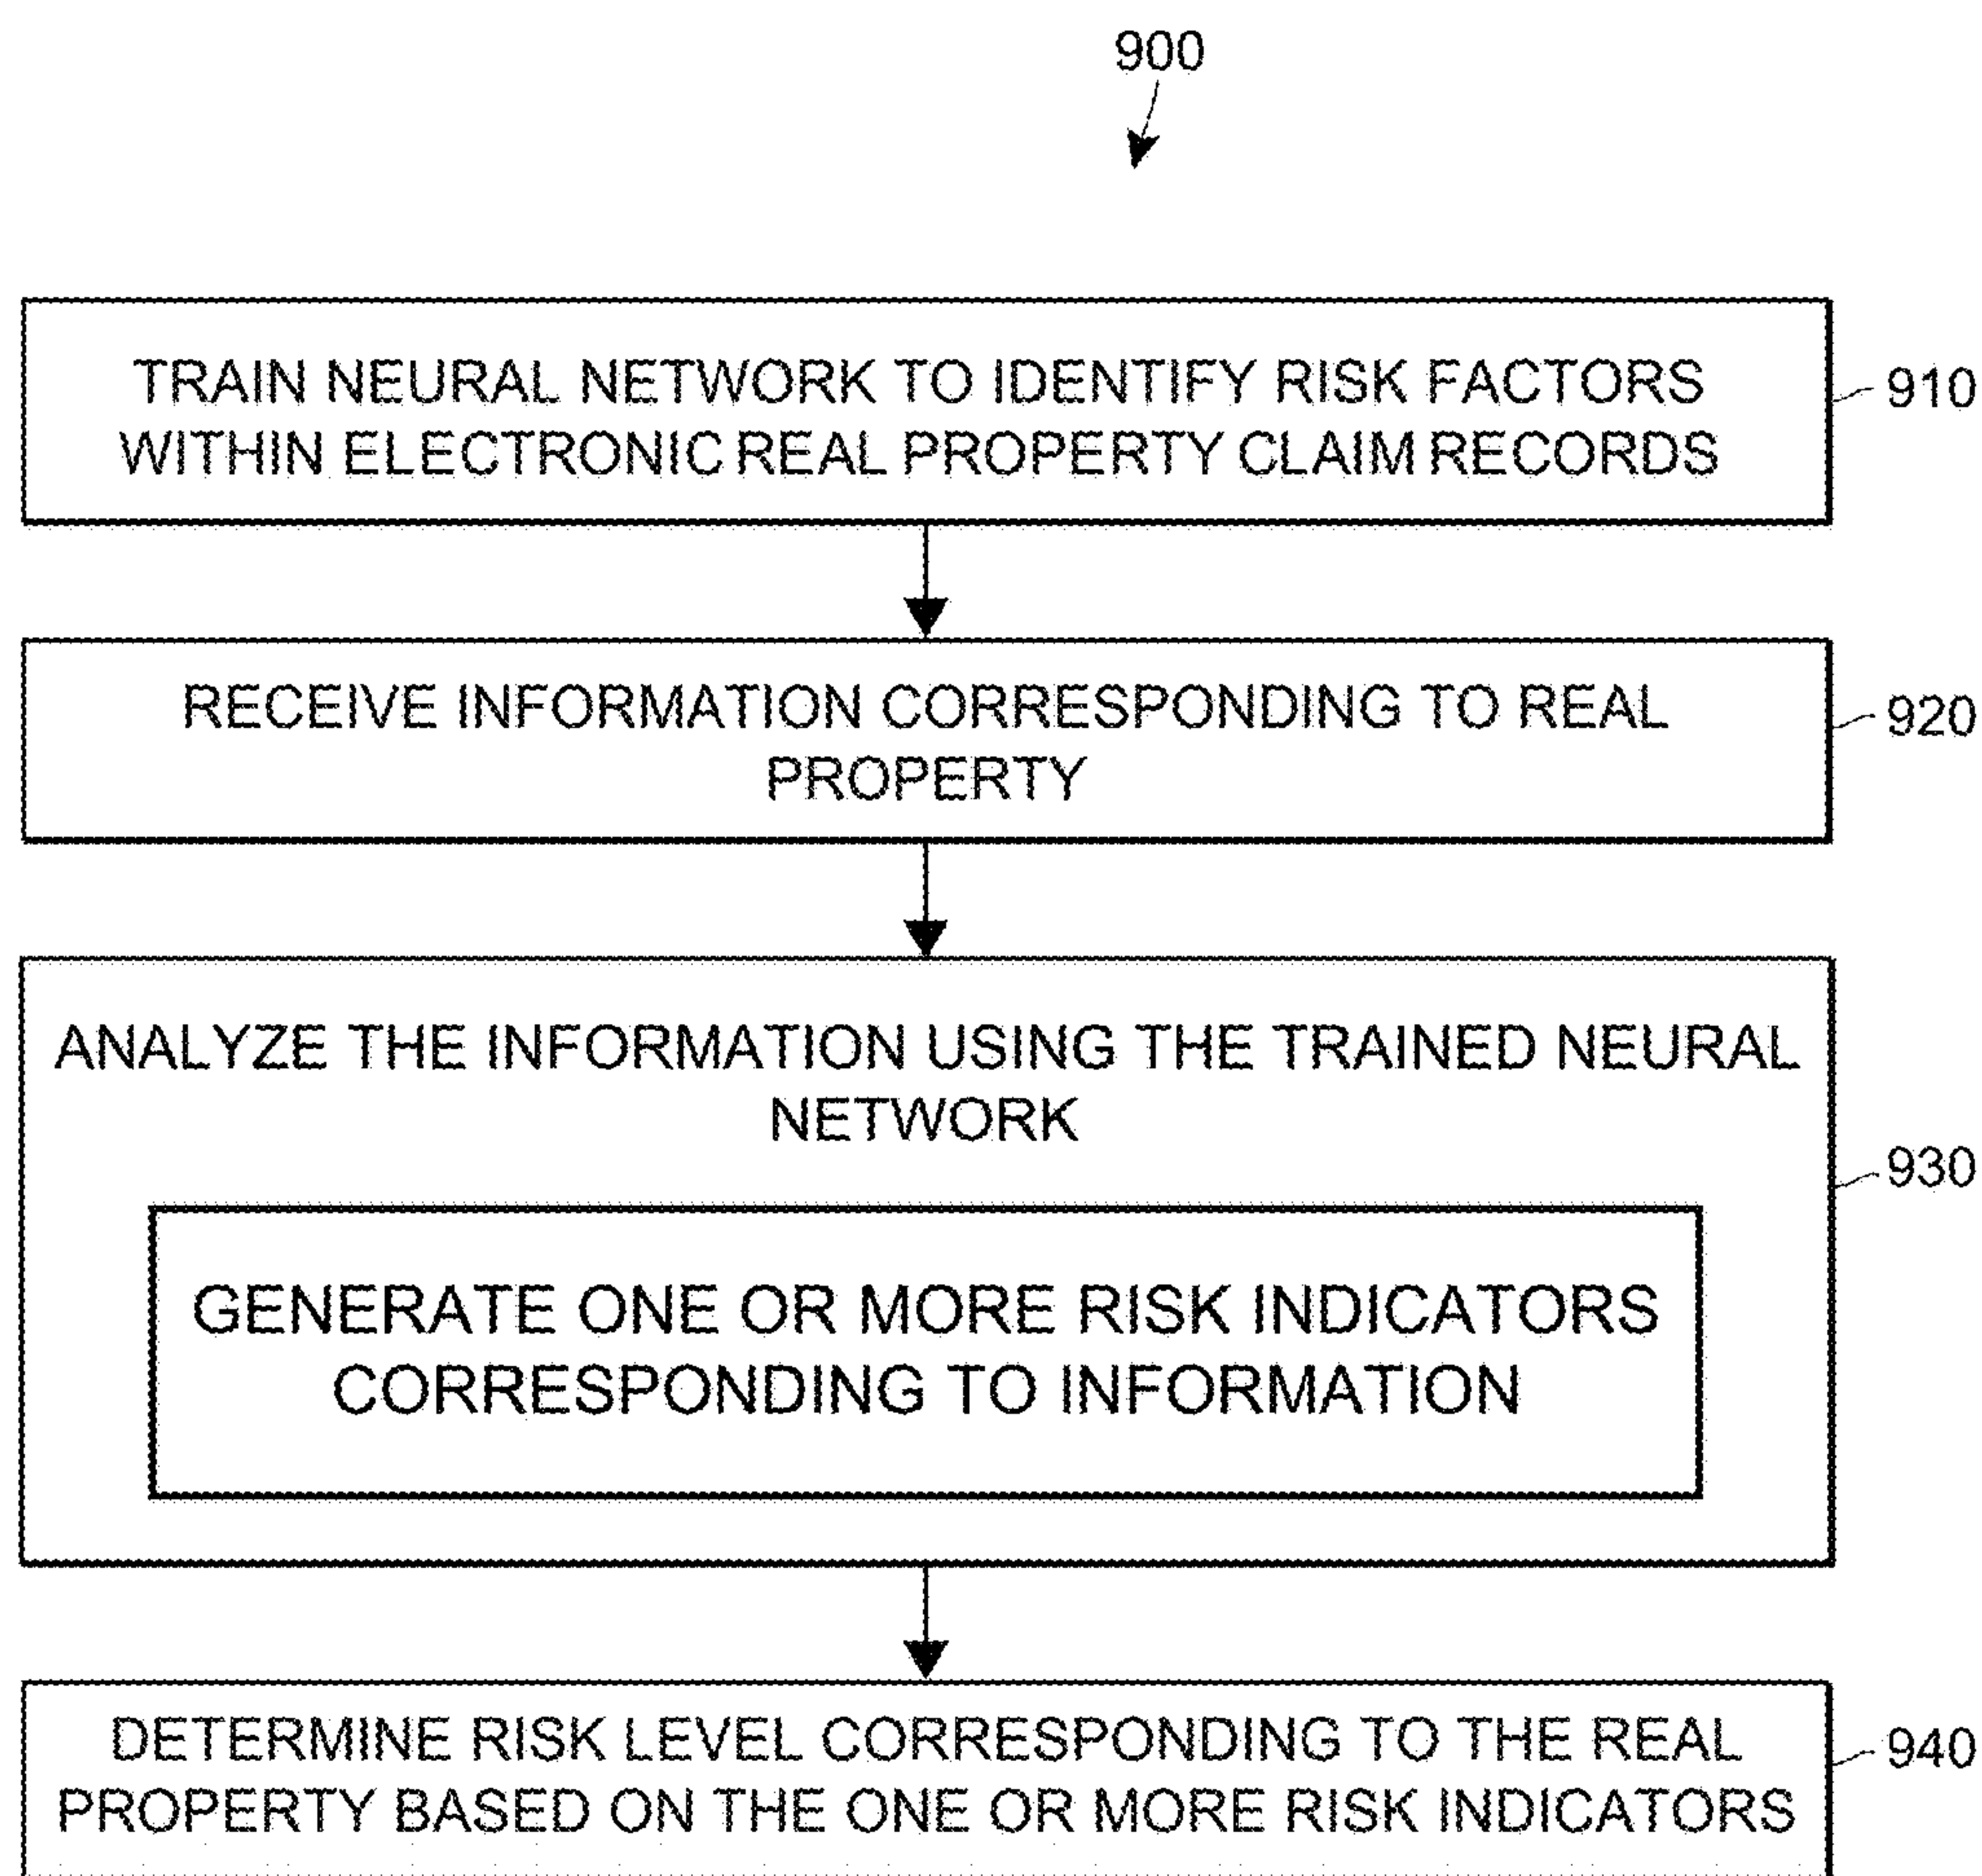 900
TRAIN NEURAL NETWORK TO IDENTIFY RISK FACTORS
WITHIN ELECTRONIC REAL PROPERTY CLAIM RECORDS
910
RECEIVE INFORMATION CORRESPONDING TO REAL
PROPERTY
920
ANALYZE THE INFORMATION USING THE TRAINED NEURAL
NETWORK
930
GENERATE ONE OR MORE RISK INDICATORS
CORRESPONDING TO INFORMATION
DETERMINE RISK LEVEL CORRESPONDING TO THE REAL
PROPERTY BASED ON THE ONE OR MORE RISK INDICATORS
940